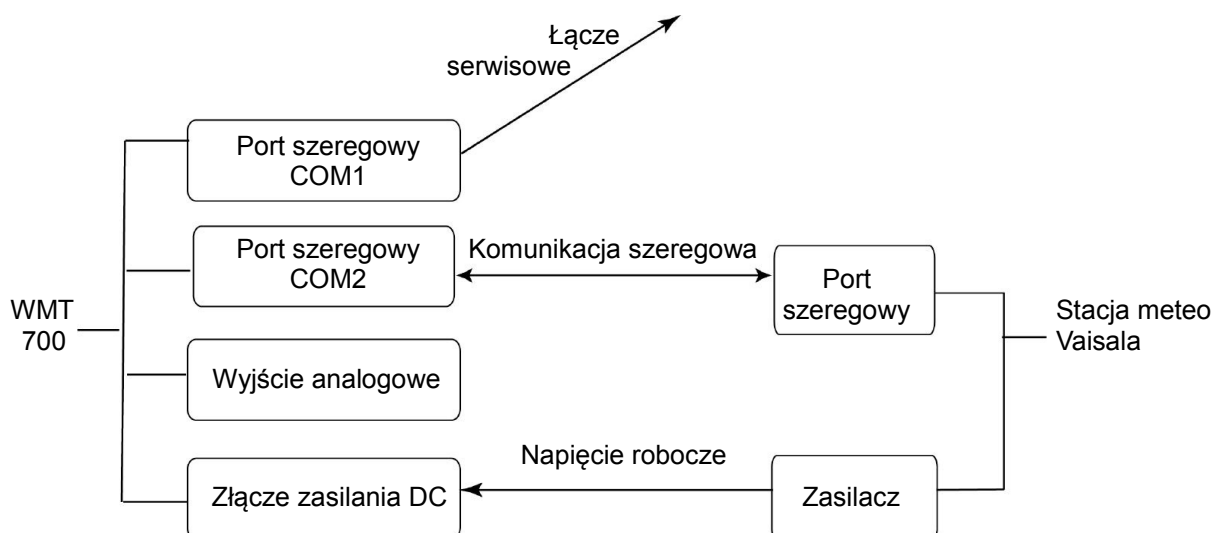 Łącze
serwisowe
Port szeregowy
COM1
Port szeregowy
COM2
Komunikacja szeregowa
Port
szeregowy
WMT
700
Stacja meteo
Vaisala
Wyjście analogowe
Napięcie robocze
Złącze zasilania DC
Zasilacz